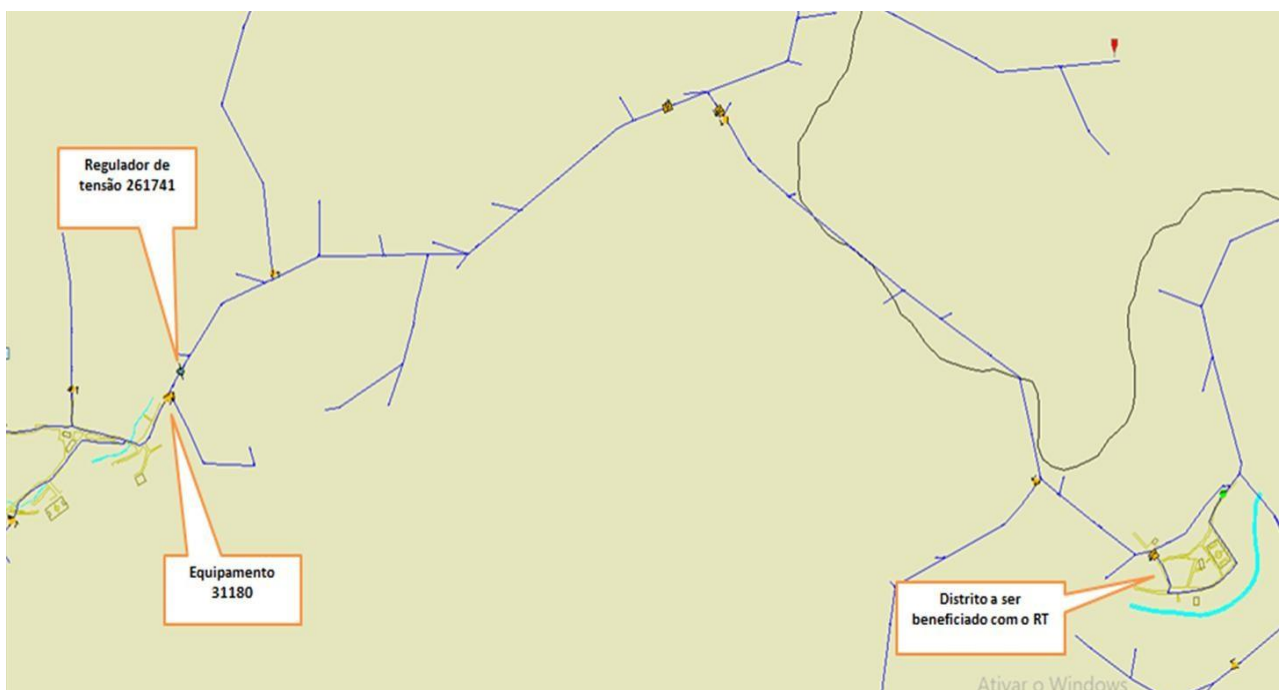 Regulador de
tensão 261741
Equipamento
31180
Distrito a ser
beneficiado com o RT
Ativar o Windows